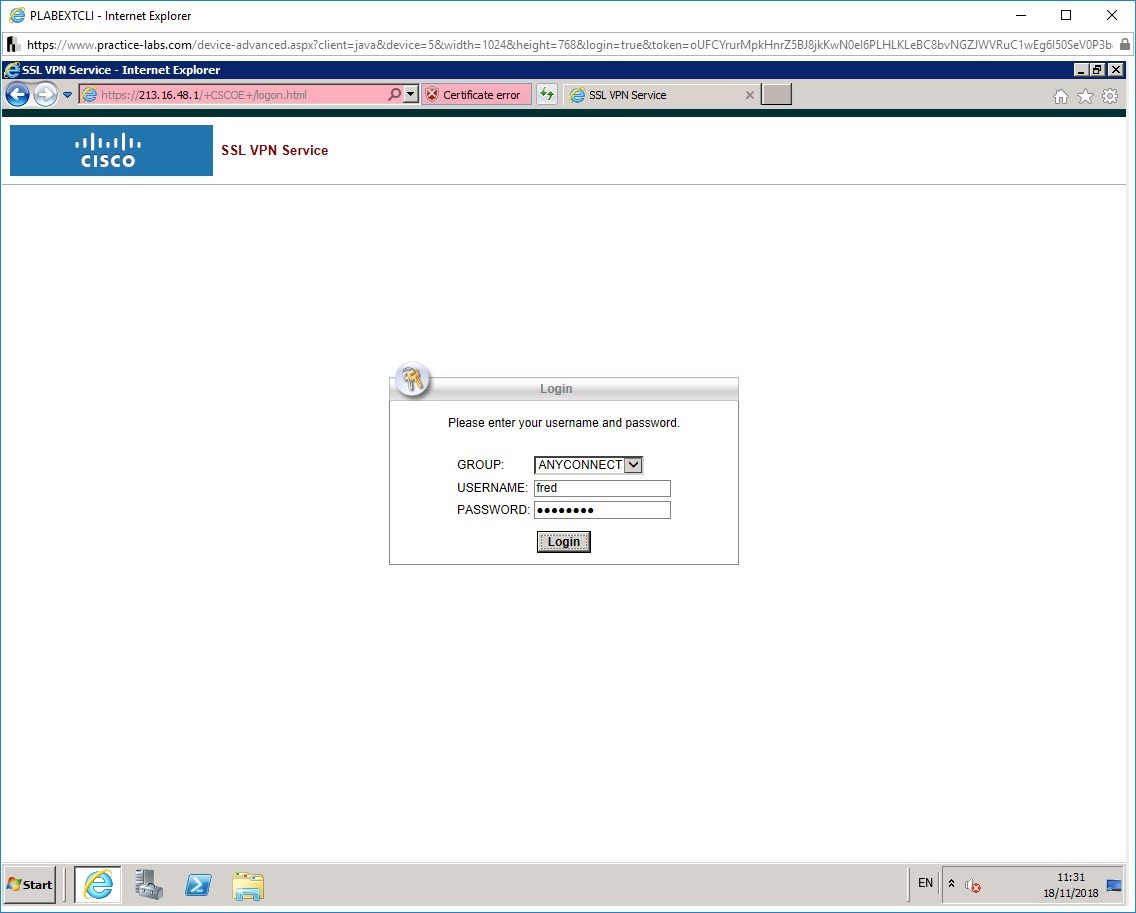 PLABEXTCLI - Internet Explorer
https://www.practice-labs.com/device-advanced.aspx?client=java&device=5&width=1024&height=768&login=true&token=
SSL VPN Service - Internet Explorer
https://213.16.48.1/+CSCOE+/logon.html
Certificate error
SSL VPN Service
CISCO
SSL VPN Service
Login
Please enter your username and password.
GROUP: ANYCONNECT
USERNAME: fred
PASSWORD: ●●●●●●●●
Login
Start
EN
11:31
18/11/2018